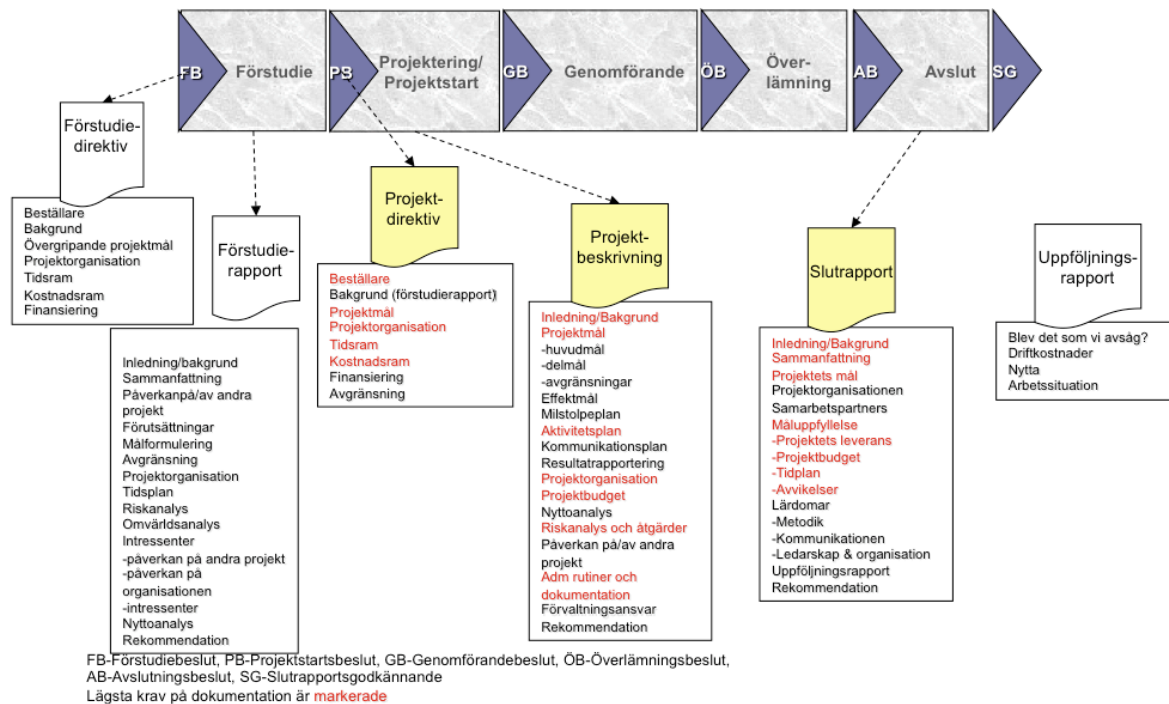 FB
Förstudie
PB
Projektering/
Projektstart
GB
Genomförande
ÖB
Över-
lämning
AB
Avslut
SG
Förstudie-
direktiv
Beställare
Bakgrund
Övergripande projektmål
Projektorganisation
Tidsram
Kostnadsram
Finansiering
Förstudie-
rapport
Inledning/bakgrund
Sammanfattning
Påverkanpå/av andra
projekt
Förutsättningar
Målformulering
Avgränsning
Projektorganisation
Tidsplan
Riskanalys
Omvärldsanalys
Intressenter
-påverkan på andra projekt
-påverkan på
organisationen
-intressenter
Nyttoanalys
Rekommendation
Projekt-
direktiv
Beställare
Bakgrund (förstudierapport)
Projektmål
Projektorganisation
Tidsram
Kostnadsram
Finansiering
Avgränsning
Projekt-
beskrivning
Inledning/Bakgrund
Projektmål
-huvudmål
-delmål
-avgränsningar
Effektmål
Milstolpeplan
Aktivitetsplan
Kommunikationsplan
Resultatrapportering
Projektorganisation
Projektbudget
Nyttoanalys
Riskanalys och åtgärder
Påverkan på/av andra
projekt
Adm rutiner och
dokumentation
Förvaltningsansvar
Rekommendation
Slutrapport
Inledning/Bakgrund
Sammanfattning
Projektets mål
Projektorganisationen
Samarbetspartners
Måluppfyllelse
-Projektets leverans
-Projektbudget
-Tidplan
-Avvikelser
Lärdomar
-Metodik
-Kommunikationen
-Ledarskap & organisation
Uppföljningsrapport
Rekommendation
Uppföljnings-
rapport
Blev det som vi avsåg?
Driftkostnader
Nytta
Arbetssituation
FB-Förstudiebeslut, PB-Projektstartsbeslut, GB-Genomförandebeslut, ÖB-Överlämningsbeslut,
AB-Avslutningsbeslut, SG-Slutrapportsgodkännande
Lägsta krav på dokumentation är markerade